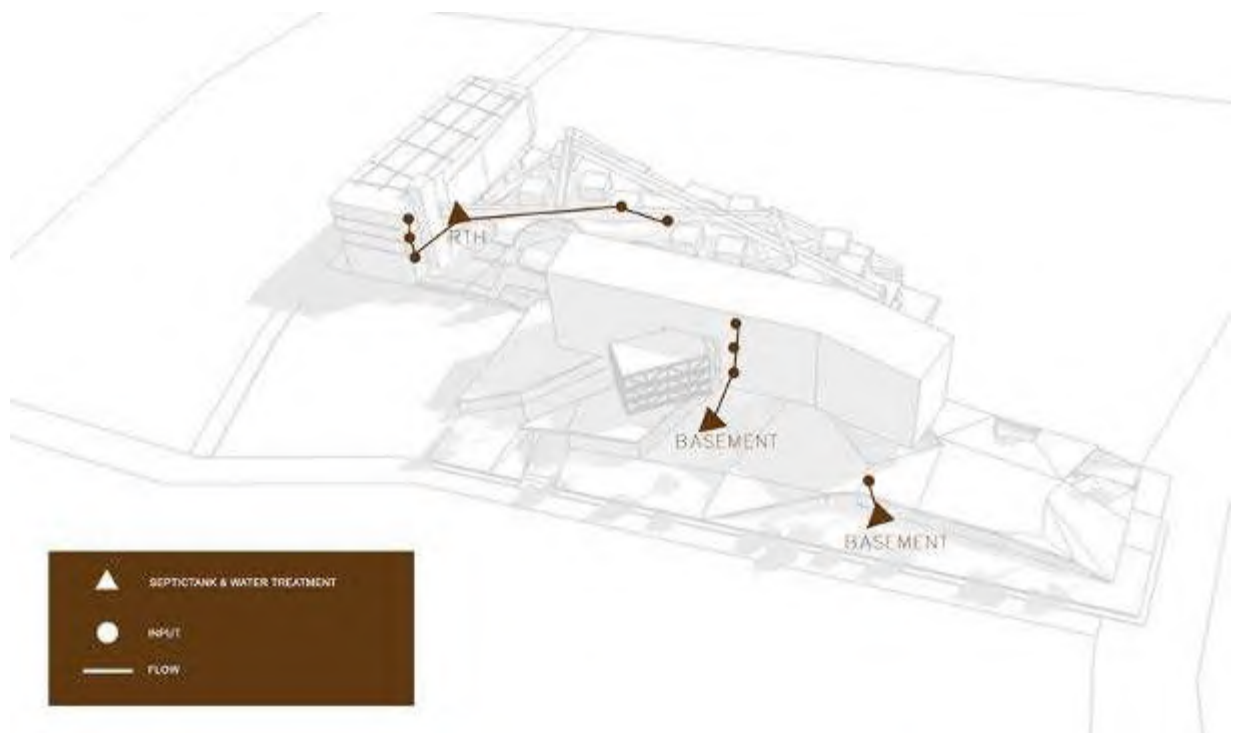 RTH
BASEMENT
BASEMENT
SEPTICTANK & WATER TREATMENT
INPUT
FLOW